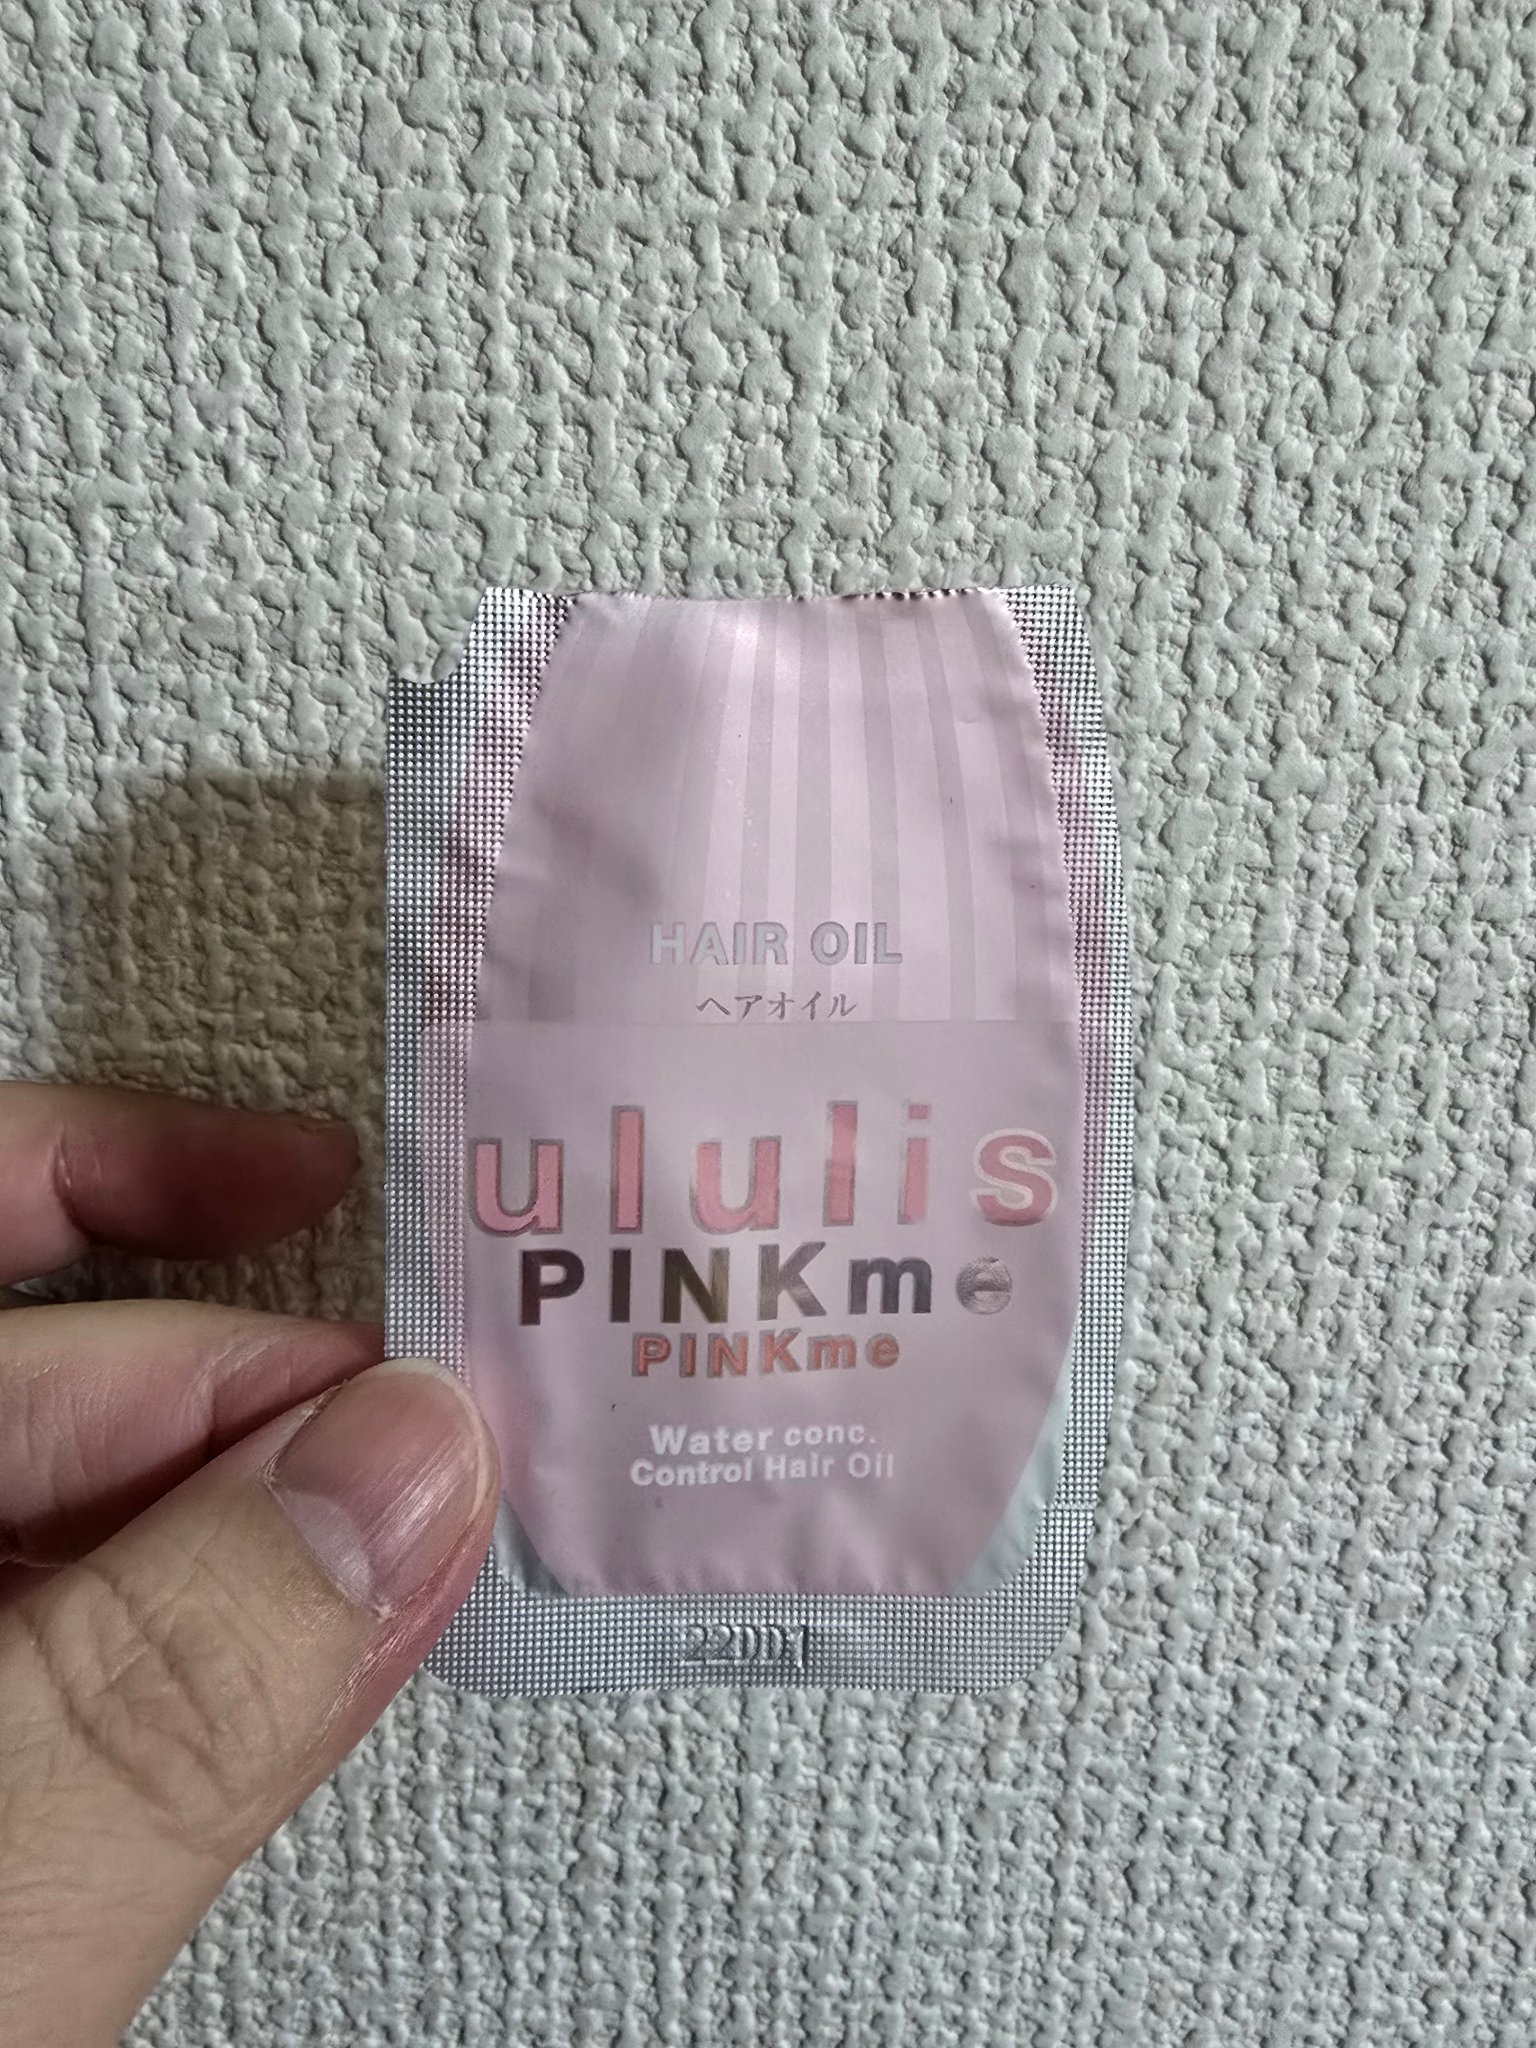 HAIR OIL
ヘアオイル
ululis
PINKme
PINKme
Water conc.
Control Hair Oil